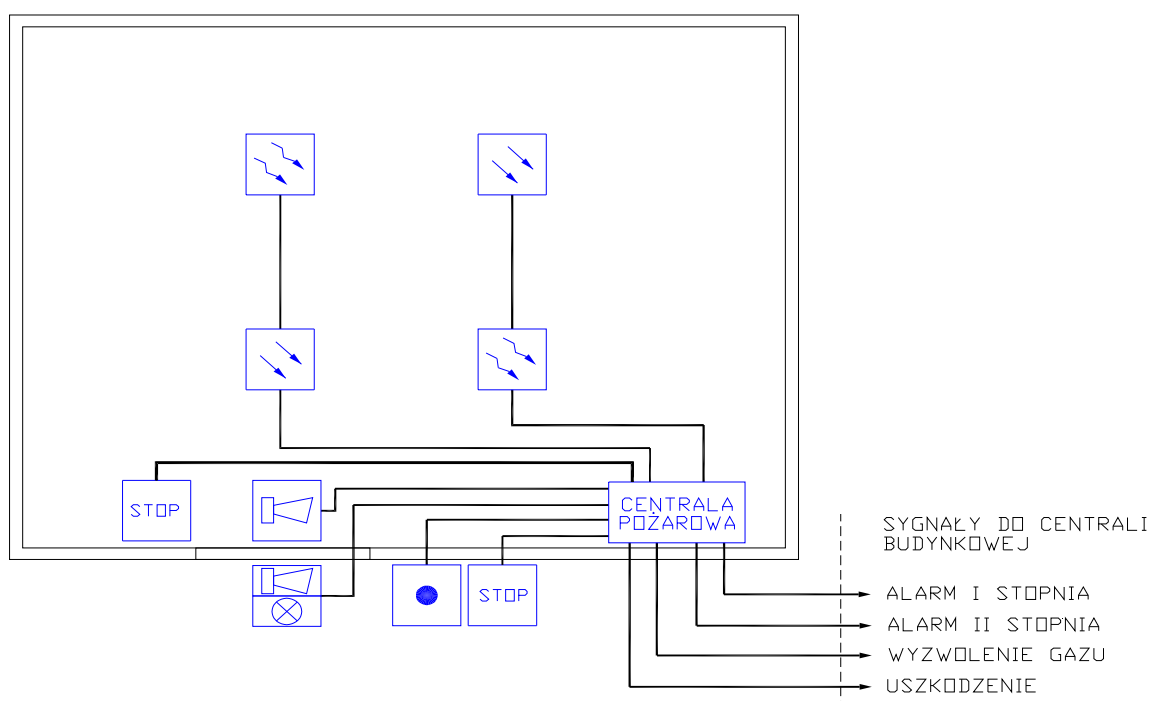 STOP
CENTRALA
POŻAROWA
STOP
SYGNAŁY DO CENTRALI
BUDYNKOWEJ
ALARM I STOPNIA
ALARM II STOPNIA
WYZWOLENIE GAZU
USZKODZENIE